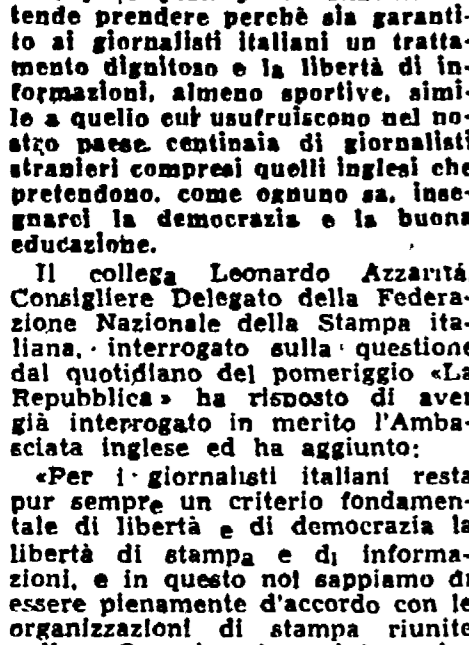 tende prendere perchè sia garanti-
to ai giornalisti italiani un tratta-
mento dignitoso e la libertà di in-
formazioni, almeno sportive, simi-
le a quello cui usufruiscono nel no-
stro paese centinaia di giornalisti
stranieri compresi quelli inglesi che
pretendono, come ognuno sa, inse-
gnarci la democrazia e la buona
educazione.
Il collega Leonardo Azzarità
Consigliere Delegato della Federa-
zione Nazionale della Stampa ita-
liana, interrogato sulla questione
dal quotidiano del pomeriggio «La
Repubblica» ha risposto di aver
già interrogato in merito l'Amba-
sciata inglese ed ha aggiunto:
«Per i giornalisti italiani resta
pur sempre un criterio fondamen-
tale di libertà e di democrazia la
libertà di stampa e di informa-
zioni, e in questo noi sappiamo di
essere pienamente d'accordo con le
organizzazioni di stampa riunite